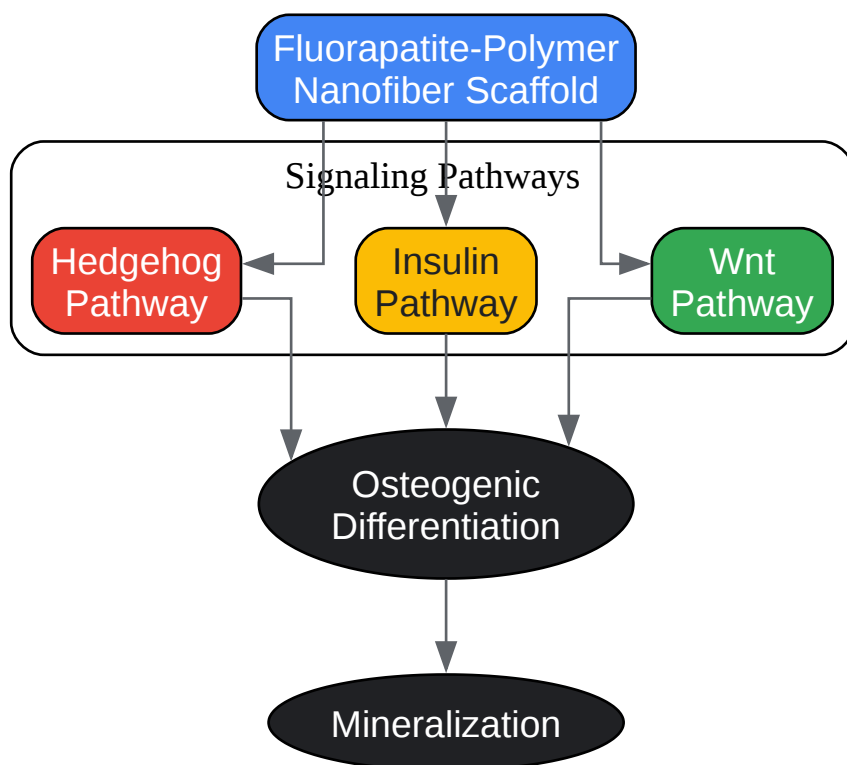 Fluorapatite-Polymer
Nanofiber Scaffold
Signaling Pathways
Hedgehog
Pathway
Insulin
Pathway
Wnt
Pathway
Osteogenic
Differentiation
Mineralization